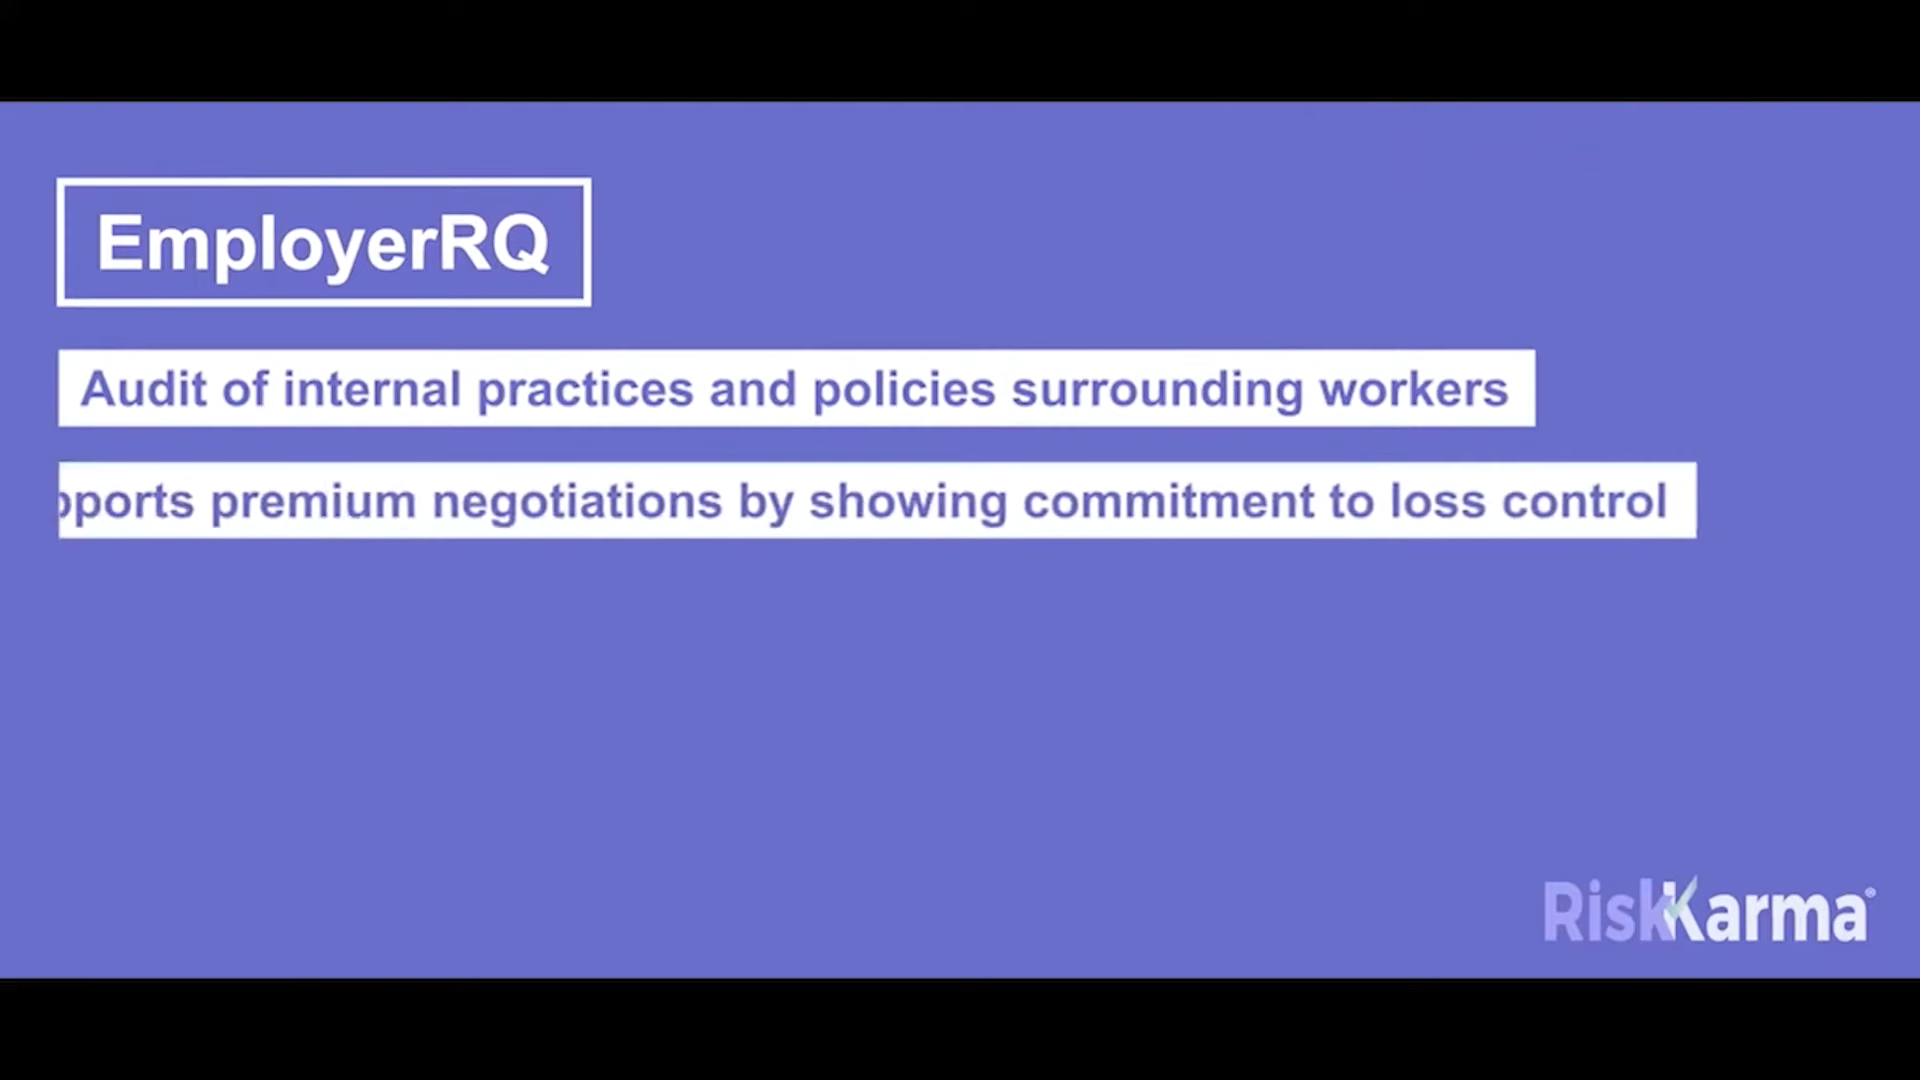 EmployerRQ
Audit of internal practices and policies surrounding workers
pports premium negotiations by showing commitment to loss control
RiskKarma®